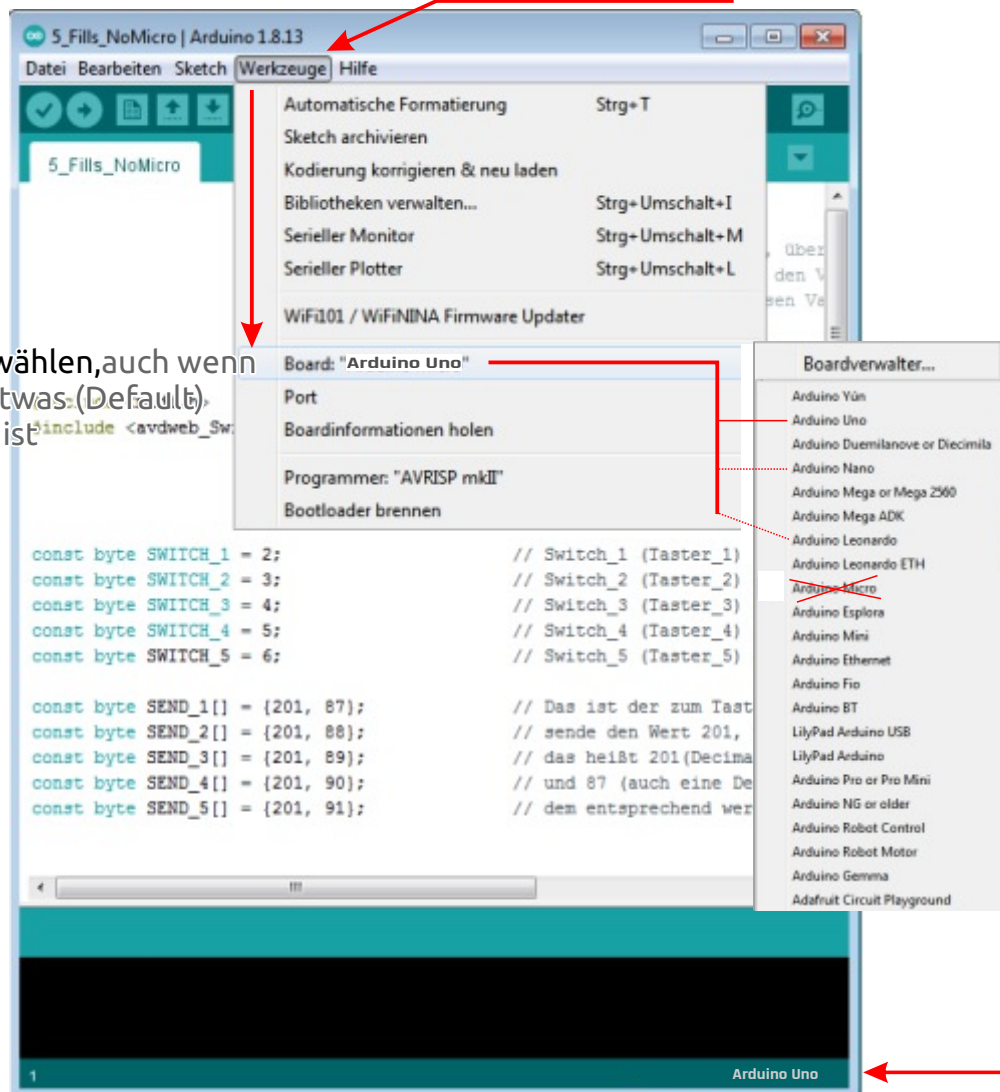 5_Fills_NoMicro | Arduino 1.8.13
Datei Bearbeiten Sketch Werkzeuge Hilfe
5_Fills_NoMicro
Automatische Formatierung Strg+T
Sketch archivieren
Kodierung korrigieren & neu laden
Bibliotheken verwalten... Strg+Umschalt+I
Serieller Monitor Strg+Umschalt+M
Serieller Plotter Strg+Umschalt+L
WiFi101 / WiFiNINA Firmware Updater
Board: "Arduino Uno"
Port
Boardinformationen holen
Programmer: "AVRISP mkII"
Bootloader brennen
, über
den V
sen Va
wählen,auch wenn
twas (Default)
ist
#include <avdweb_Sw
Boardverwalter...
Arduino Yún
Arduino Uno
Arduino Duemilanove or Diecimila
Arduino Nano
Arduino Mega or Mega 2560
Arduino Mega ADK
Arduino Leonardo
Arduino Leonardo ETH
Arduino Micro
Arduino Esplora
Arduino Mini
Arduino Ethernet
Arduino Fio
Arduino BT
LilyPad Arduino USB
LilyPad Arduino
Arduino Pro or Pro Mini
Arduino NG or older
Arduino Robot Control
Arduino Robot Motor
Arduino Gemma
Adafruit Circuit Playground
const byte SWITCH_1 = 2; // Switch_1 (Taster_1)
const byte SWITCH_2 = 3; // Switch_2 (Taster_2)
const byte SWITCH_3 = 4; // Switch_3 (Taster_3)
const byte SWITCH_4 = 5; // Switch_4 (Taster_4)
const byte SWITCH_5 = 6; // Switch_5 (Taster_5)
const byte SEND_1[] = {201, 87}; // Das ist der zum Tast
const byte SEND_2[] = {201, 88}; // sende den Wert 201,
const byte SEND_3[] = {201, 89}; // das heißt 201(Decima
const byte SEND_4[] = {201, 90}; // und 87 (auch eine De
const byte SEND_5[] = {201, 91}; // dem entsprechend wer
1 Arduino Uno